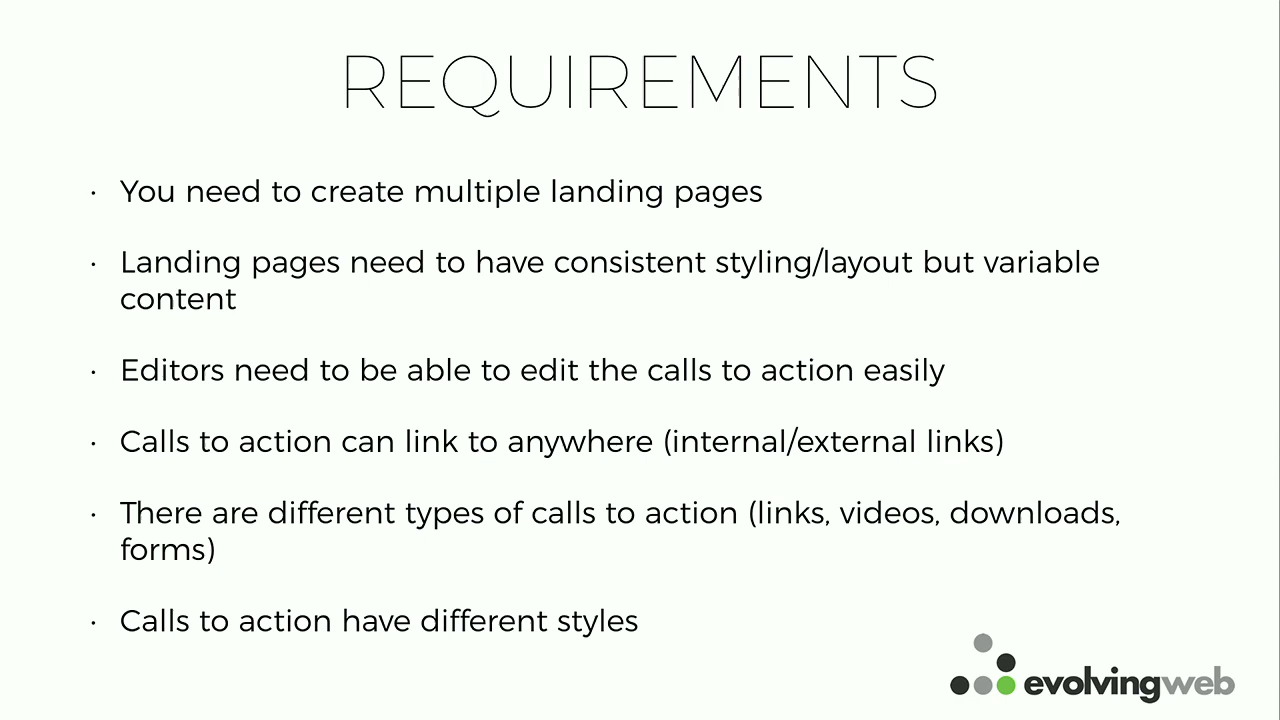 REQUIREMENTS
· You need to create multiple landing pages
· Landing pages need to have consistent styling/layout but variable
content
· Editors need to be able to edit the calls to action easily
· Calls to action can link to anywhere (internal/external links)
· There are different types of calls to action (links, videos, downloads,
forms)
· Calls to action have different styles
evolvingweb